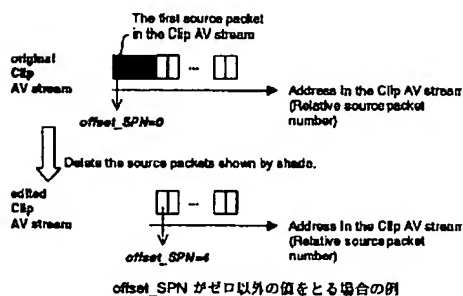 The first source packet
in the Clip AV stream
original
Clip
AV stream
...
Address in the Clip AV stream
(Relative source packet
number)
offset_SPN=0
Delete the source packets shown by shade.
edited
Clip
AV stream
...
Address in the Clip AV stream
(Relative source packet
number)
offset_SPN=4
offset_SPN がゼロ以外の値をとる場合の例